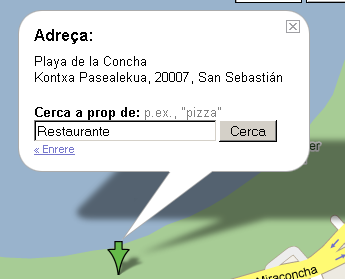 Adreça:
Playa de la Concha
Kontxa Pasealekua, 20007, San Sebastián
Cerca a prop de: p.ex., "pizza"
Restaurante Cerca
« Enrere
Miraconcha